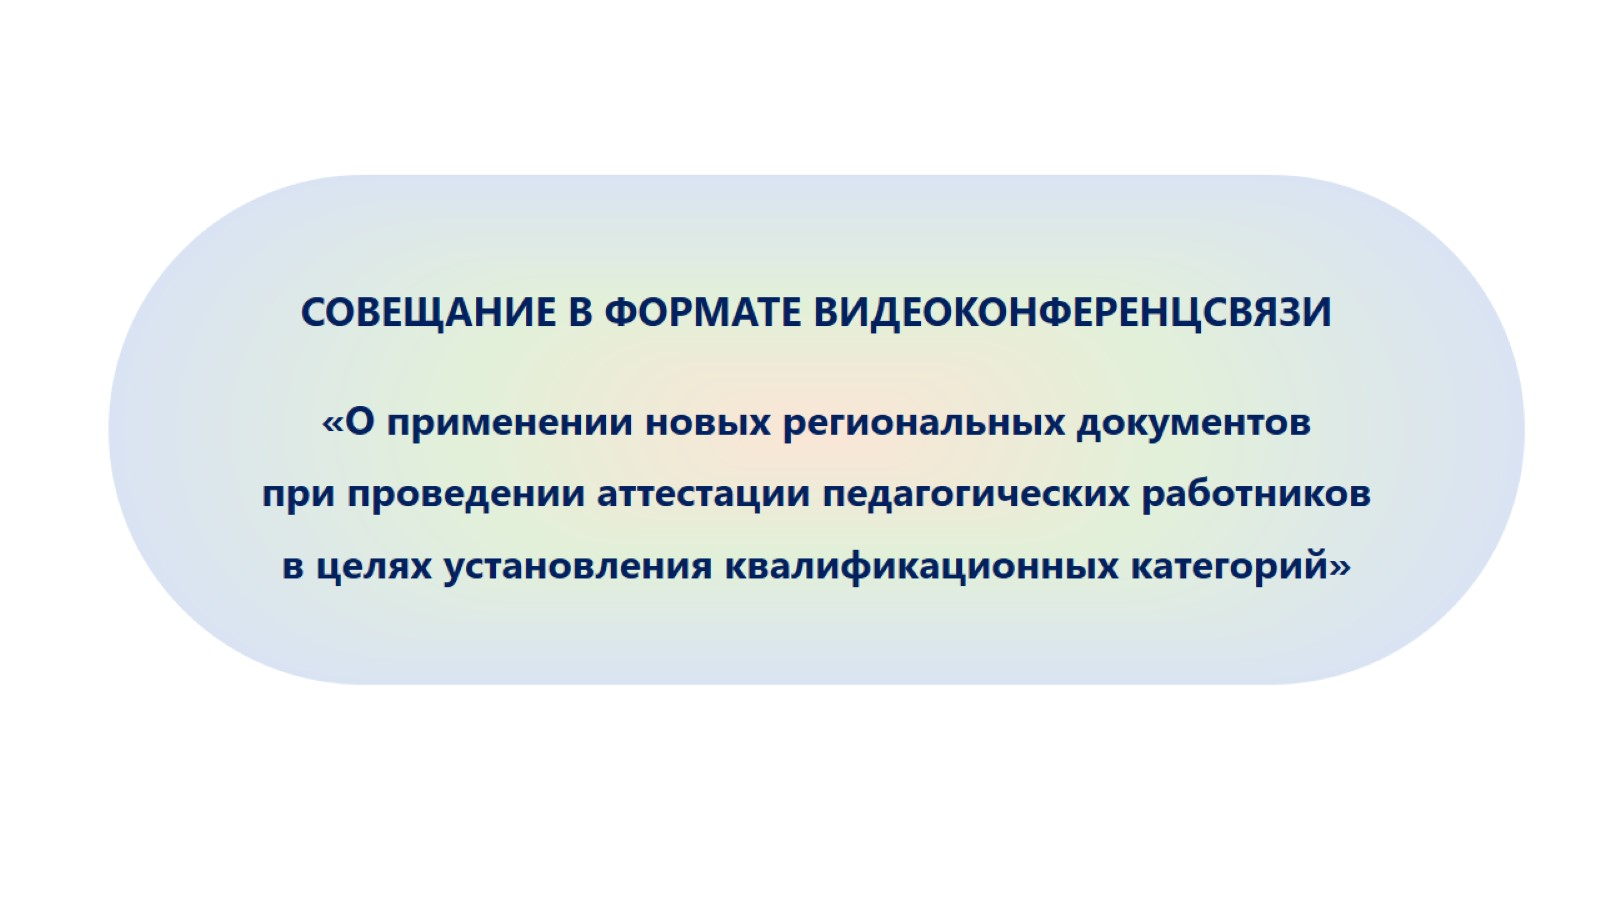 СОВЕЩАНИЕ В ФОРМАТЕ ВИДЕОКОНФЕРЕНЦСВЯЗИ
«О применении новых региональных документов
при проведении аттестации педагогических работников
в целях установления квалификационных категорий»